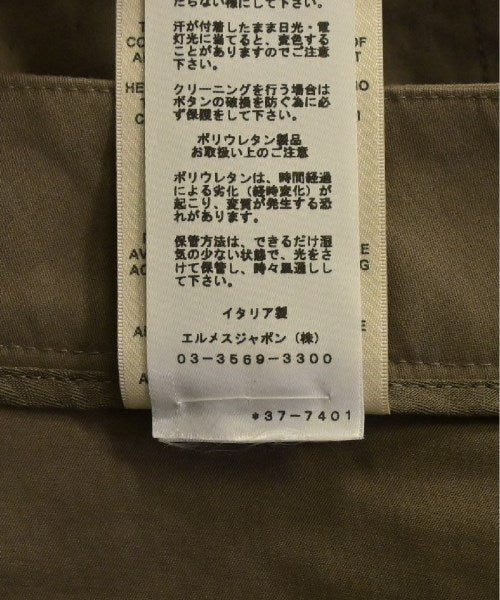 たらない様にして下さい。
汗が付着したまま日光・電
灯光に当てると、変色する
ことがありますのでご注意
下さい。
クリーニングを行う場合は
ボタンの破損を防ぐ為に必
ず保護をして下さい。
ポリウレタン製品
お取扱い上のご注意
ポリウレタンは、時間経過
による劣化(経時変化)が
起こり、変質が発生する恐
れがあります。
保管方法は、できるだけ湿
気の少ない状態で、光をさ
けて保管し、時々風通しし
て下さい。
イタリア製
エルメスジャポン(株)
03-3569-3300
*37-7401